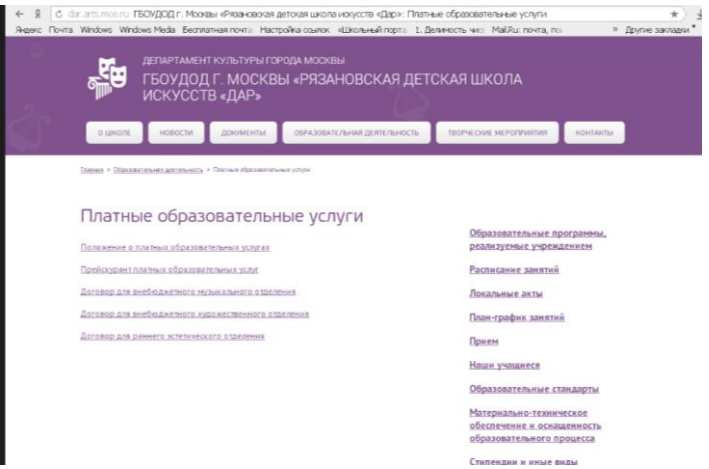 dar.arts.mos.ru ГБОУДОД г. Москвы «Рязановская детская школа искусств «Дар»: Платные образовательные услуги
Яндекс Почта Windows Windows Media Бесплатная почта Настройка ссылок «Школьный порта 1. Делимость чис Mail.Ru: почта, по » Другие закладки
ДЕПАРТАМЕНТ КУЛЬТУРЫ ГОРОДА МОСКВЫ
ГБОУДОД Г. МОСКВЫ «РЯЗАНОВСКАЯ ДЕТСКАЯ ШКОЛА
ИСКУССТВ «ДАР»
О ШКОЛЕ НОВОСТИ ДОКУМЕНТЫ ОБРАЗОВАТЕЛЬНАЯ ДЕЯТЕЛЬНОСТЬ ТВОРЧЕСКИЕ МЕРОПРИЯТИЯ КОНТАКТЫ
Главная > Образовательная деятельность > Платные образовательные услуги
Платные образовательные услуги
Положение о платных образовательных услугах
Прейскурант платных образовательных услуг
Договор для внебюджетного музыкального отделения
Договор для внебюджетного художественного отделения
Договор для раннего эстетического отделения
Образовательные программы,
реализуемые учреждением
Расписание занятий
Локальные акты
План-график занятий
Прием
Наши учащиеся
Образовательные стандарты
Материально-техническое
обеспечение и оснащенность
образовательного процесса
Стипендии и иные виды